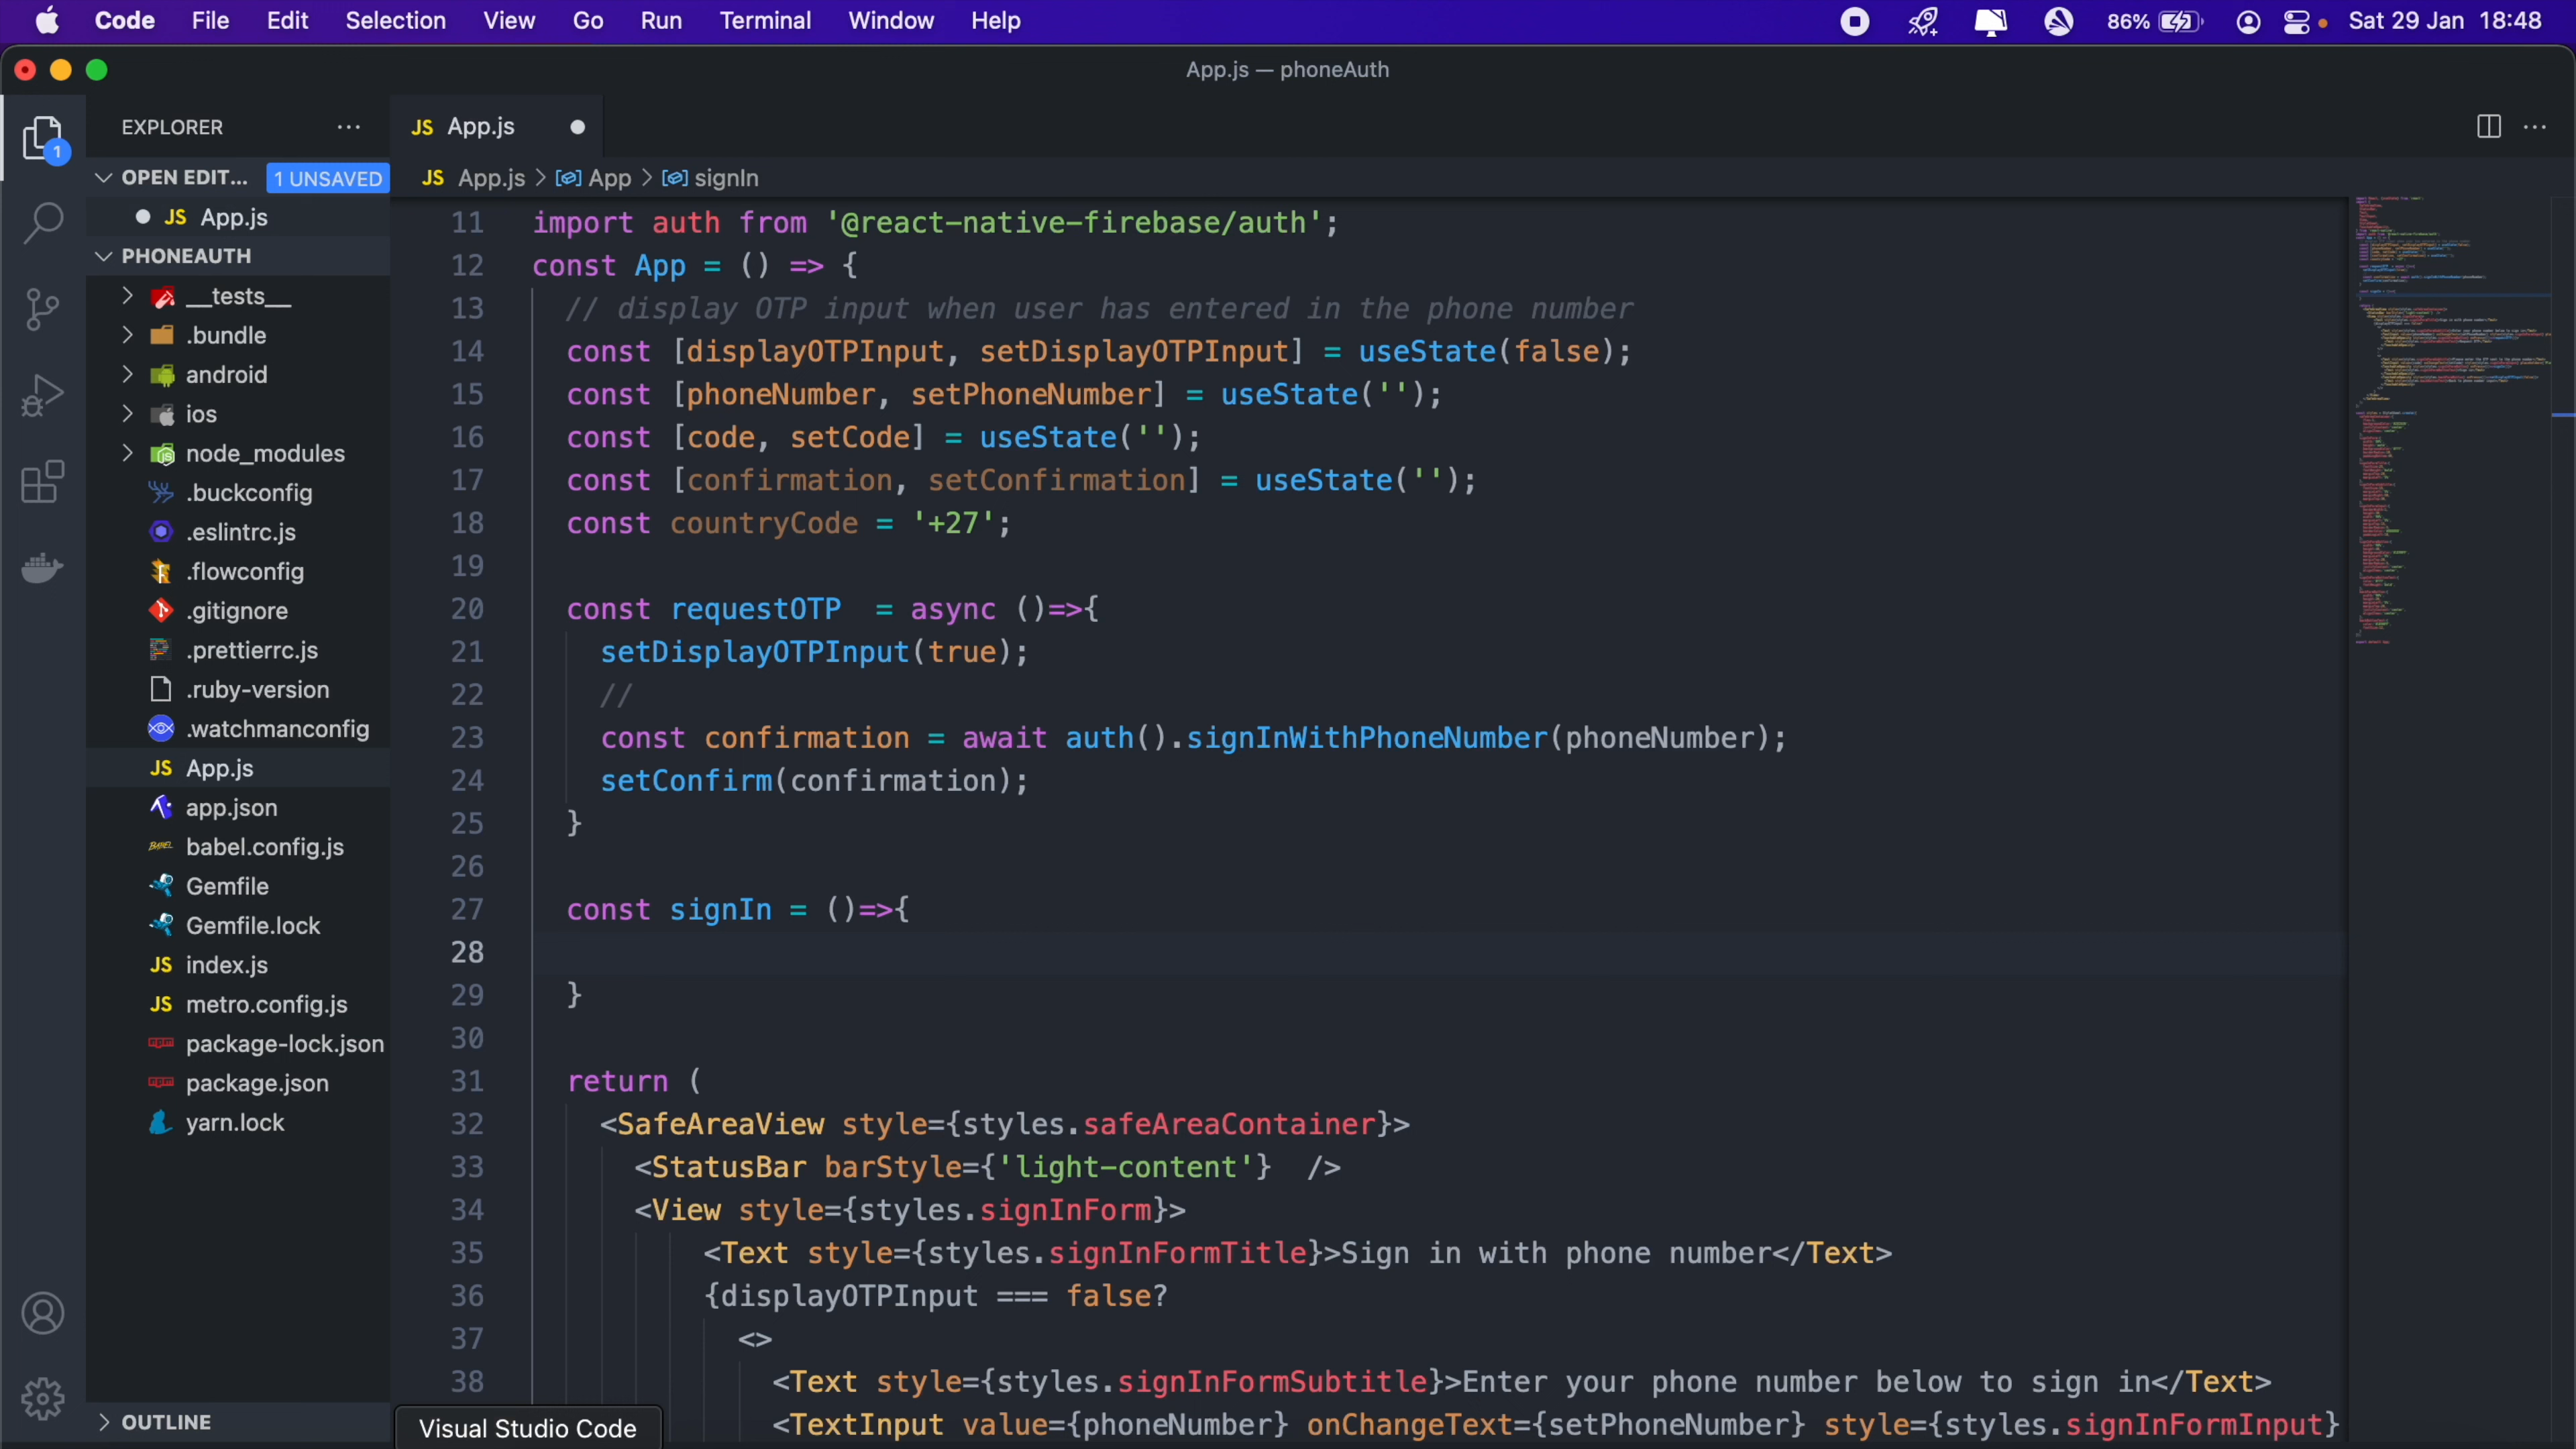 Code File Edit Selection View Go Run Terminal Window Help 86% Sat 29 Jan 18:48
App.js — phoneAuth
EXPLORER ··· JS App.js ● ···
OPEN EDIT... 1 UNSAVED
JS App.js > App > signIn
● JS App.js
PHONEAUTH
1
__tests__
.bundle
android
ios
node_modules
.buckconfig
.eslintrc.js
.flowconfig
.gitignore
.prettierrc.js
.ruby-version
.watchmanconfig
JS App.js
app.json
BABEL babel.config.js
Gemfile
Gemfile.lock
JS index.js
JS metro.config.js
npm package-lock.json
npm package.json
yarn.lock
OUTLINE
11 import auth from '@react-native-firebase/auth';
12 const App = () => {
13 // display OTP input when user has entered in the phone number
14 const [displayOTPInput, setDisplayOTPInput] = useState(false);
15 const [phoneNumber, setPhoneNumber] = useState('');
16 const [code, setCode] = useState('');
17 const [confirmation, setConfirmation] = useState('');
18 const countryCode = '+27';
19
20 const requestOTP  = async ()=>{
21 setDisplayOTPInput(true);
22 //
23 const confirmation = await auth().signInWithPhoneNumber(phoneNumber);
24 setConfirm(confirmation);
25 }
26
27 const signIn = ()=>{
28
29 }
30
31 return (
32 <SafeAreaView style={styles.safeAreaContainer}>
33 <StatusBar barStyle={'light-content'}  />
34 <View style={styles.signInForm}>
35 <Text style={styles.signInFormTitle}>Sign in with phone number</Text>
36 {displayOTPInput === false?
37 <>
38 <Text style={styles.signInFormSubtitle}>Enter your phone number below to sign in</Text>
<TextInput value={phoneNumber} onChangeText={setPhoneNumber} style={styles.signInFormInput}
Visual Studio Code